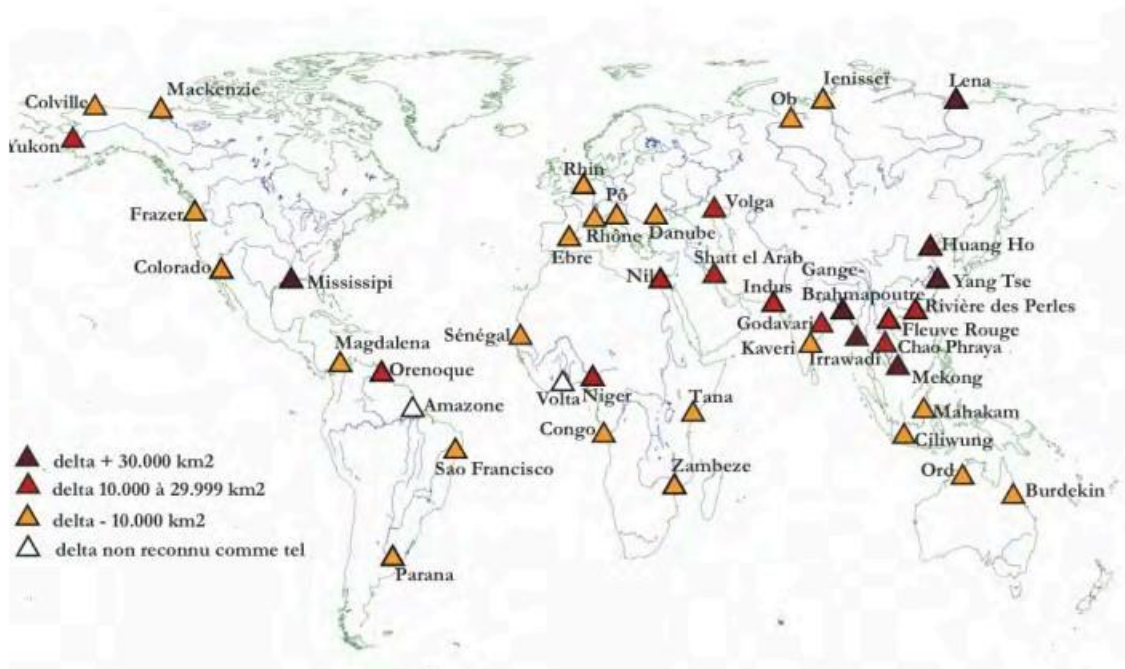 Colville
Mackenzie
Yukon
Frazer
Colorado
Mississipi
Magdalena
Orenoque
Amazone
Sao Francisco
Parana
Rhin
Pô
Rhône
Danube
Ebre
Volga
Shatt el Arab
Nil
Sénégal
Volta
Niger
Congo
Tana
Zambeze
Ob
Ienisseï
Lena
Huang Ho
Yang Tse
Gange-
Brahmapoutre
Indus
Rivière des Perles
Godavari
Fleuve Rouge
Kaveri
Irrawadi
Chao Phraya
Mekong
Mahakam
Ciliwung
Ord
Burdekin
delta + 30.000 km2
delta 10.000 à 29.999 km2
delta - 10.000 km2
delta non reconnu comme tel